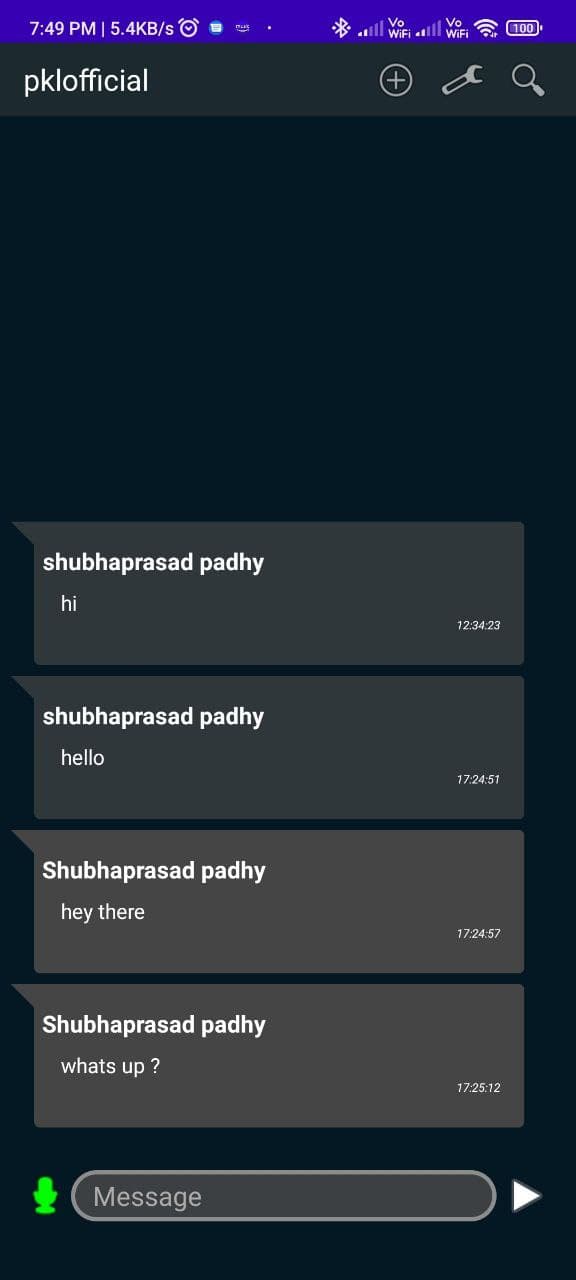 7:49 PM | 5.4KB/s Vo WiFi Vo WiFi 100
pklofficial
shubhaprasad padhy
hi
12:34:23
shubhaprasad padhy
hello
17:24:51
Shubhaprasad padhy
hey there
17:24:57
Shubhaprasad padhy
whats up ?
17:25:12
Message